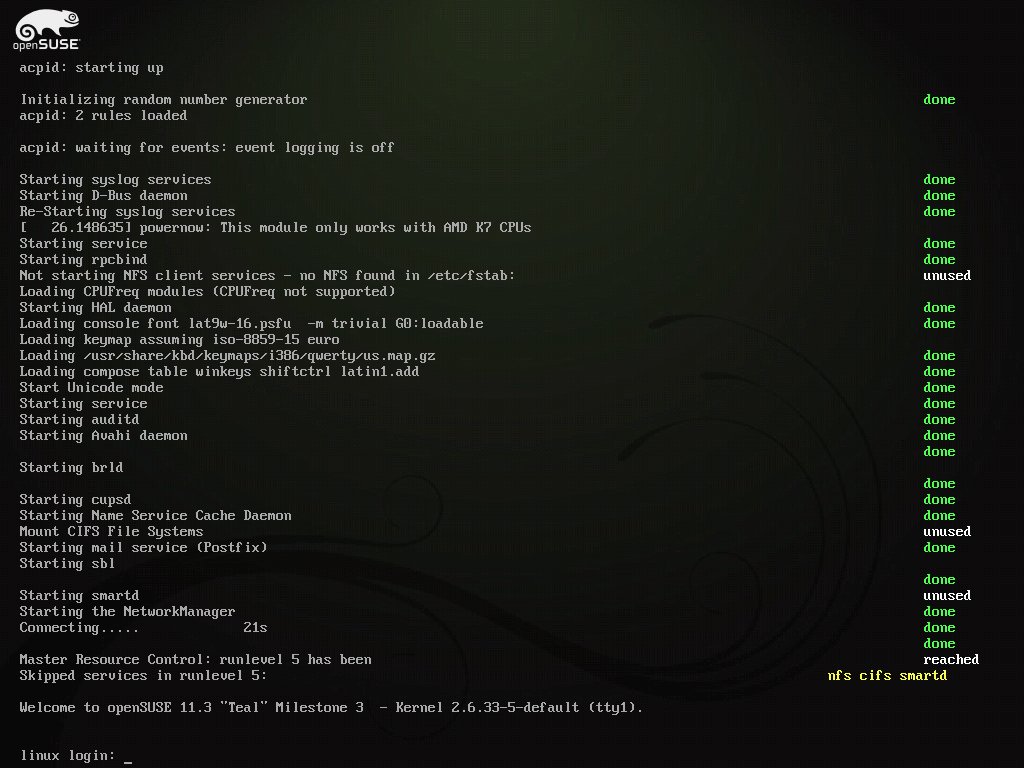 openSUSE
acpid: starting up
Initializing random number generator done
acpid: 2 rules loaded
acpid: waiting for events: event logging is off
Starting syslog services done
Starting D-Bus daemon done
Re-Starting syslog services done
[   26.148635] powernow: This module only works with AMD K7 CPUs
Starting service done
Starting rpcbind done
Not starting NFS client services - no NFS found in /etc/fstab: unused
Loading CPUFreq modules (CPUFreq not supported)
Starting HAL daemon done
Loading console font lat9w-16.psfu  -m trivial G0:loadable done
Loading keymap assuming iso-8859-15 euro
Loading /usr/share/kbd/keymaps/i386/qwerty/us.map.gz done
Loading compose table winkeys shiftctrl latin1.add done
Start Unicode mode done
Starting service done
Starting auditd done
Starting Avahi daemon done
done
Starting brld
done
Starting cupsd done
Starting Name Service Cache Daemon done
Mount CIFS File Systems unused
Starting mail service (Postfix) done
Starting sbl
done
Starting smartd unused
Starting the NetworkManager done
Connecting..... 21s done
done
Master Resource Control: runlevel 5 has been reached
Skipped services in runlevel 5: nfs cifs smartd
Welcome to openSUSE 11.3 "Teal" Milestone 3  - Kernel 2.6.33-5-default (tty1).
linux login: _